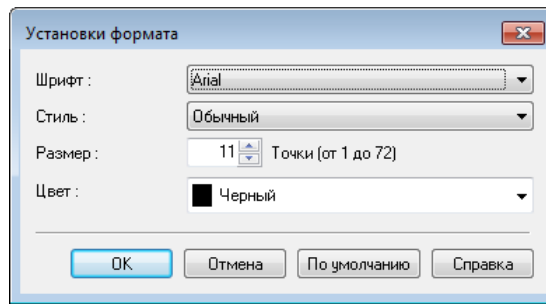 Установки формата
Шрифт : Arial
Стиль : Обычный
Размер : 11 Точки (от 1 до 72)
Цвет : Черный
OK Отмена По умолчанию Справка